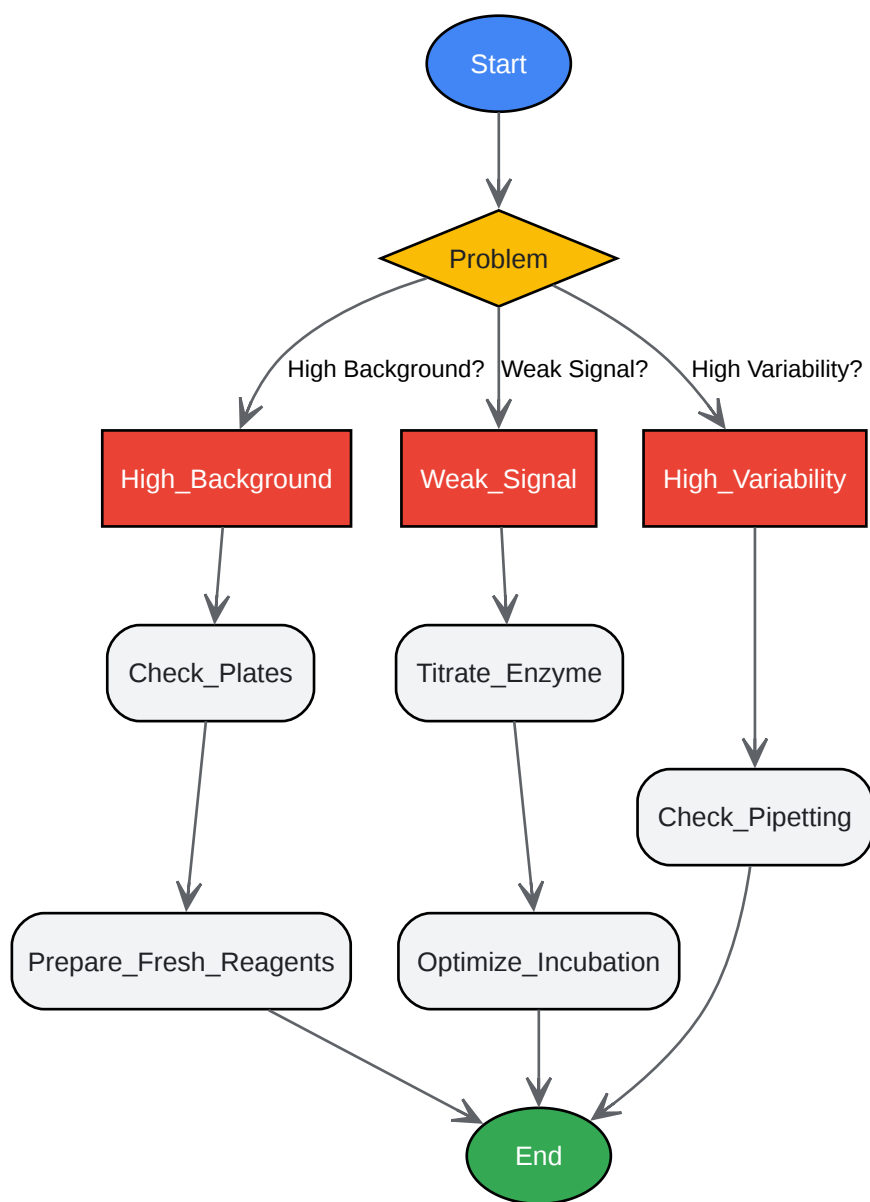 Start
Problem
High Background?
Weak Signal?
High Variability?
High_Background
Weak_Signal
High_Variability
Check_Plates
Titrate_Enzyme
Check_Pipetting
Prepare_Fresh_Reagents
Optimize_Incubation
End